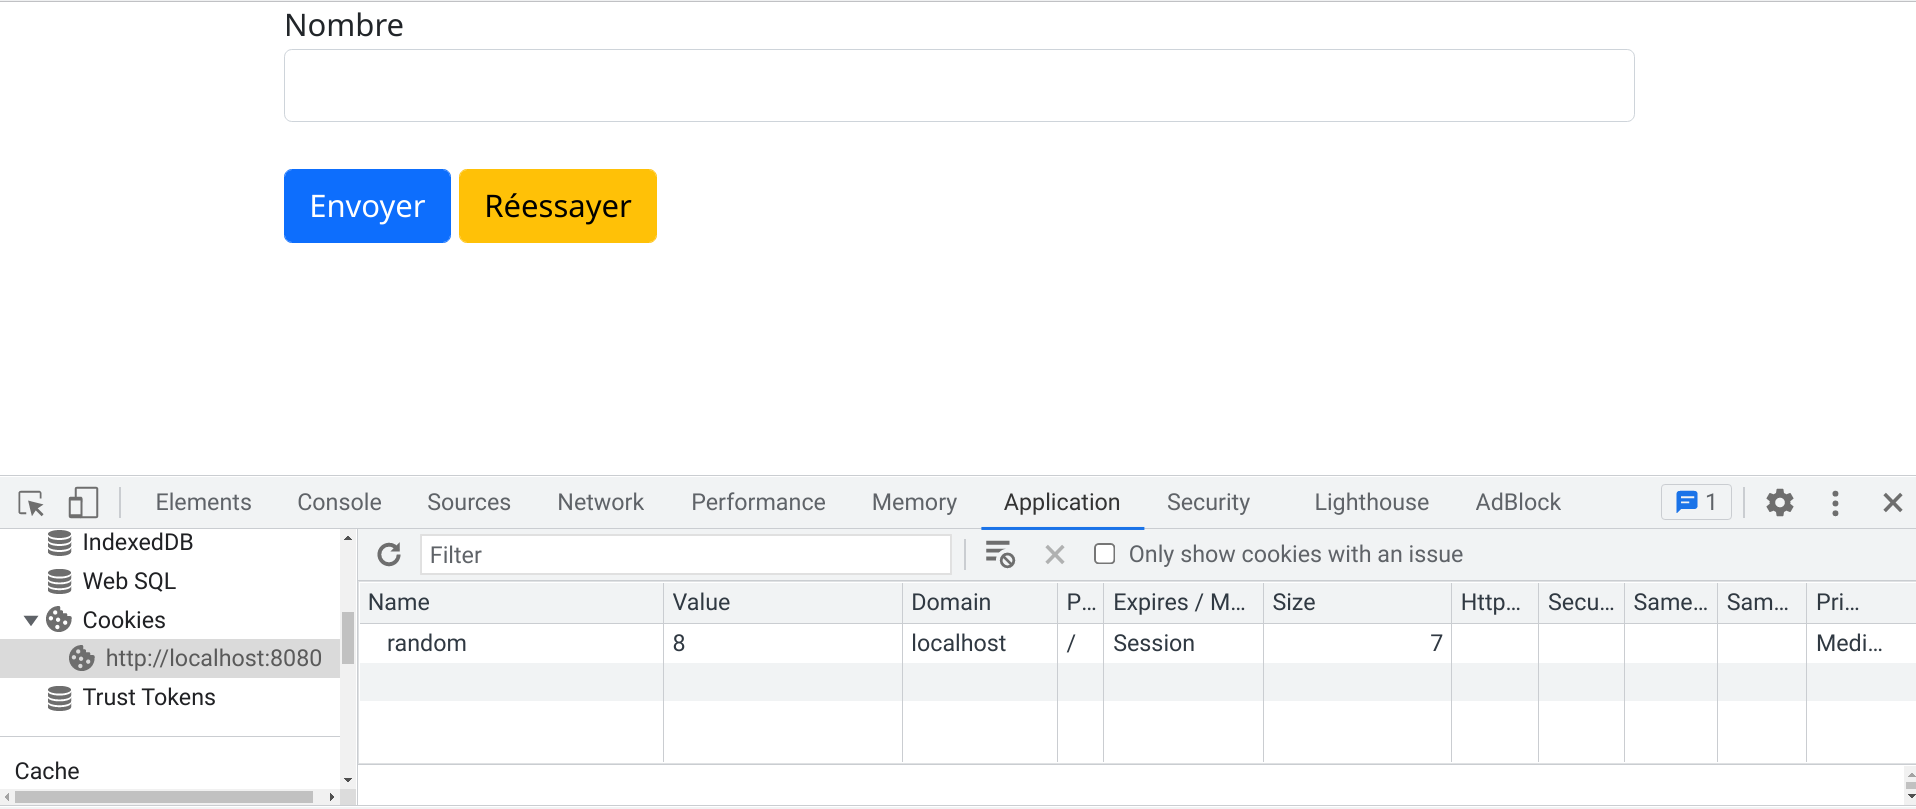 Nombre
Envoyer Réessayer
Elements Console Sources Network Performance Memory Application Security Lighthouse AdBlock 1
IndexedDB
Web SQL
Cookies
http://localhost:8080
Trust Tokens
Cache
Filter Only show cookies with an issue
Name Value Domain P... Expires / M... Size Http... Secu... Same... Sam... Pri...
random 8 localhost / Session 7 Medi...